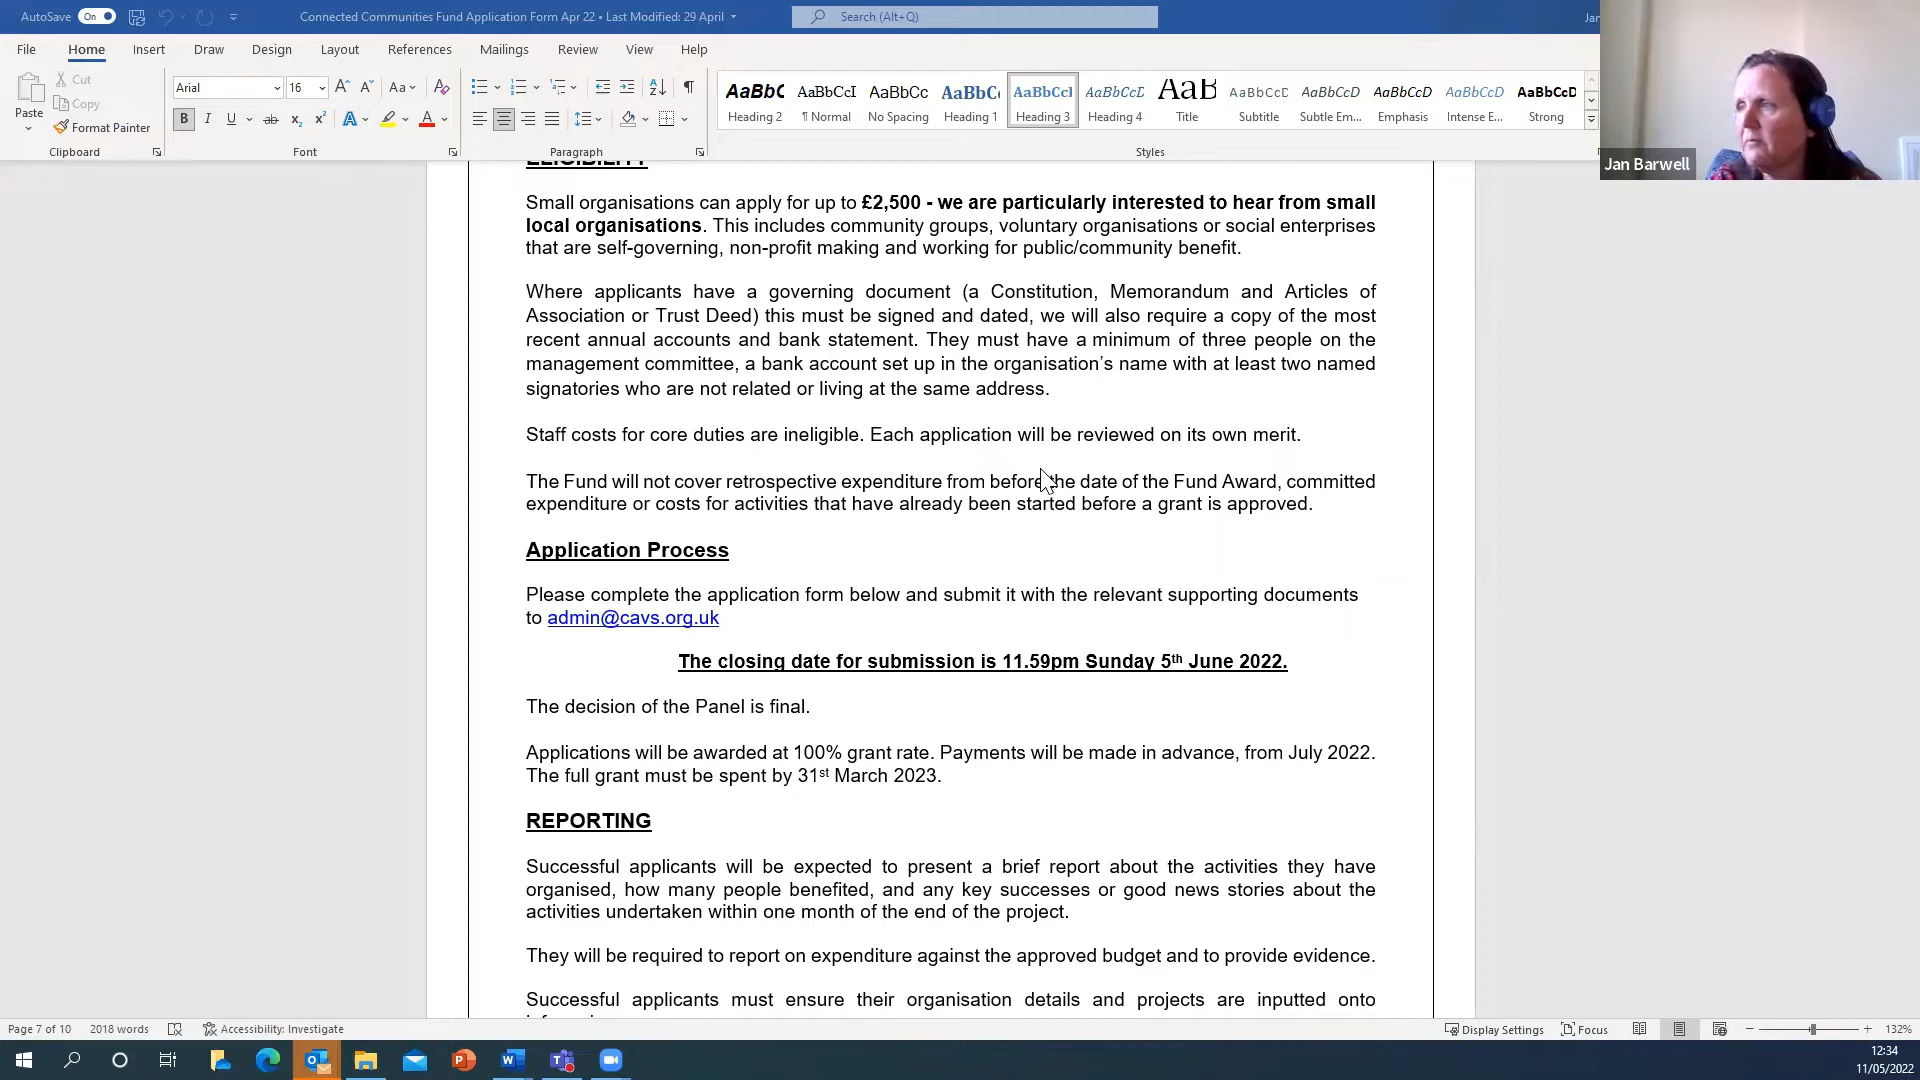 AutoSave On Connected Communities Fund Application Form Apr 22 • Last Modified: 29 April Search (Alt+Q)
File Home Insert Draw Design Layout References Mailings Review View Help
Paste Cut Copy Format Painter
Arial 16 Aa
B I U ab x₂ x² A A
AaBbC AaBbCcI AaBbCc AaBbC AaBbCcI AaBbCcD AaB AaBbCcD AaBbCcD AaBbCcD AaBbCcD AaBbCcD
Heading 2 ¶ Normal No Spacing Heading 1 Heading 3 Heading 4 Title Subtitle Subtle Em... Emphasis Intense E... Strong
Clipboard Font Paragraph Styles
Jan Barwell
ELIGIBILITY
Small organisations can apply for up to £2,500 - we are particularly interested to hear from small
local organisations. This includes community groups, voluntary organisations or social enterprises
that are self-governing, non-profit making and working for public/community benefit.
Where applicants have a governing document (a Constitution, Memorandum and Articles of
Association or Trust Deed) this must be signed and dated, we will also require a copy of the most
recent annual accounts and bank statement. They must have a minimum of three people on the
management committee, a bank account set up in the organisation's name with at least two named
signatories who are not related or living at the same address.
Staff costs for core duties are ineligible. Each application will be reviewed on its own merit.
The Fund will not cover retrospective expenditure from before the date of the Fund Award, committed
expenditure or costs for activities that have already been started before a grant is approved.
Application Process
Please complete the application form below and submit it with the relevant supporting documents
to admin@cavs.org.uk
The closing date for submission is 11.59pm Sunday 5th June 2022.
The decision of the Panel is final.
Applications will be awarded at 100% grant rate. Payments will be made in advance, from July 2022.
The full grant must be spent by 31st March 2023.
REPORTING
Successful applicants will be expected to present a brief report about the activities they have
organised, how many people benefited, and any key successes or good news stories about the
activities undertaken within one month of the end of the project.
They will be required to report on expenditure against the approved budget and to provide evidence.
Successful applicants must ensure their organisation details and projects are inputted onto
Page 7 of 10 2018 words Accessibility: Investigate Display Settings Focus 132%
12:34
11/05/2022